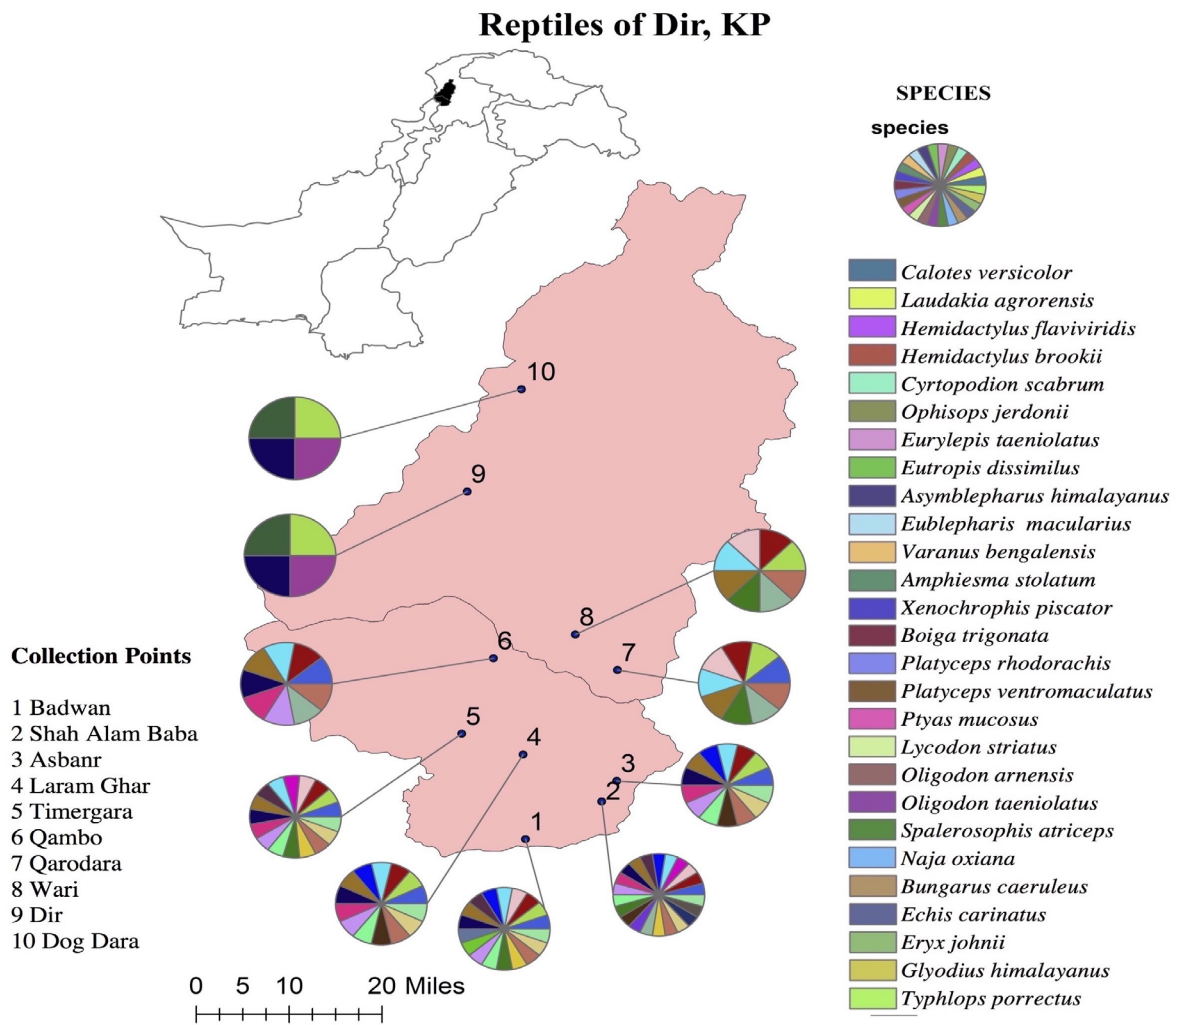 Reptiles of Dir, KP
SPECIES
species
Calotes versicolor
Laudakia agrorensis
Hemidactylus flaviviridis
Hemidactylus brookii
Cyrtopodion scabrum
Ophisops jerdonii
Eurylepis taeniolatus
Eutropis dissimilus
Asymblepharus himalayanus
Eublepharis macularius
Varanus bengalensis
Amphiesma stolatum
Xenochrophis piscator
Boiga trigonata
Platyceps rhodorachis
Platyceps ventromaculatus
Ptyas mucosus
Lycodon striatus
Oligodon arnensis
Oligodon taeniolatus
Spalerosophis atriceps
Naja oxiana
Bungarus caeruleus
Echis carinatus
Eryx johnii
Glyodius himalayanus
Typhlops porrectus
10
9
8
7
6
5
4
3
2
1
Collection Points
1 Badwan
2 Shah Alam Baba
3 Asbanr
4 Laram Ghar
5 Timergara
6 Qambo
7 Qarodara
8 Wari
9 Dir
10 Dog Dara
0 5 10 20 Miles